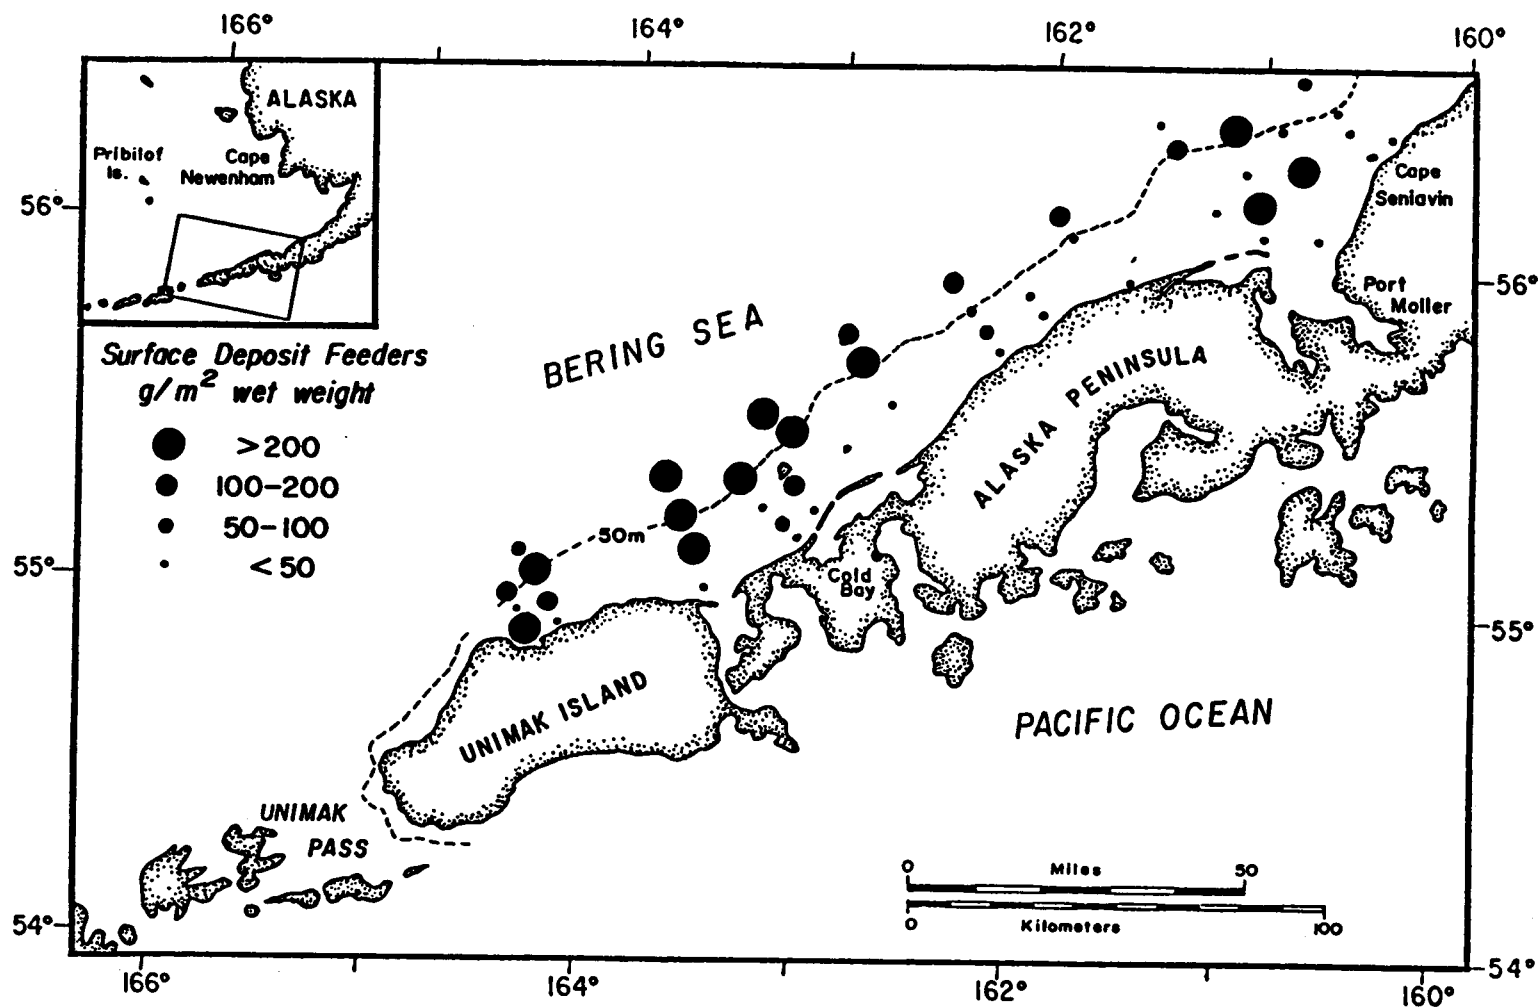 166°
164°
162°
160°
ALASKA
Pribilof
Is.
Cape
Newenham
56°
Cape
Seniavin
56°
Port
Moller
BERING SEA
Surface Deposit Feeders
g/m² wet weight
>200
100-200
50-100
<50
ALASKA PENINSULA
50m
55°
Cold
Bay
55°
UNIMAK ISLAND
PACIFIC OCEAN
UNIMAK
PASS
0 Miles 50
0 Kilometers 100
54°
54°
166°
164°
162°
160°